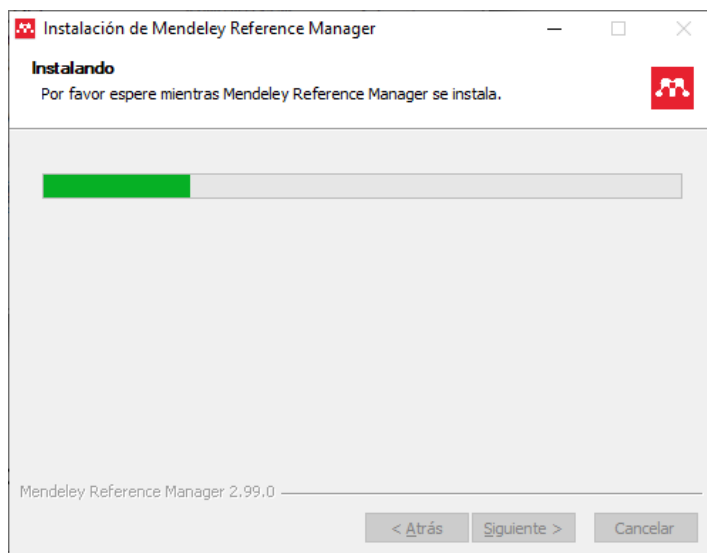 Instalación de Mendeley Reference Manager
Instalando
Por favor espere mientras Mendeley Reference Manager se instala.
Mendeley Reference Manager 2.99.0
< Atrás Siguiente > Cancelar